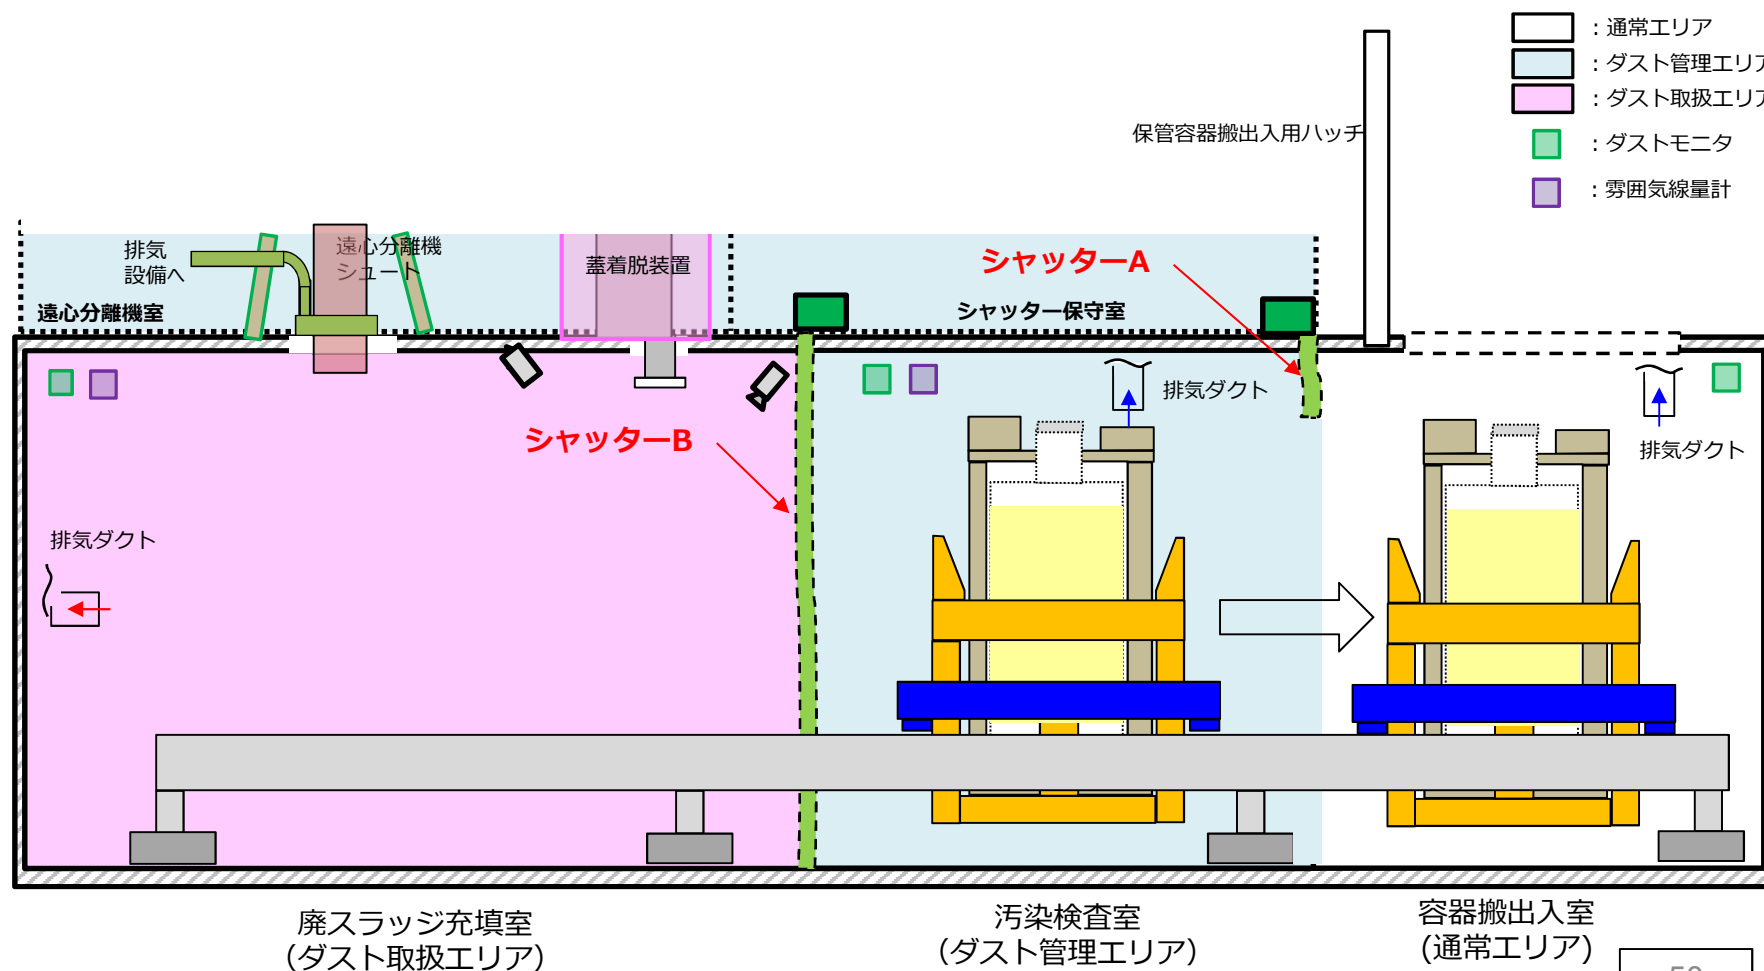 ：通常エリア
：ダスト管理エリア
：ダスト取扱エリア
：ダストモニタ
：雰囲気線量計
保管容器搬出入用ハッチ
排気
設備へ
遠心分離機
シュート
蓋着脱装置
遠心分離機室
シャッターA
シャッター保守室
排気ダクト
シャッターB
排気ダクト
排気ダクト
廃スラッジ充填室
（ダスト取扱エリア）
汚染検査室
（ダスト管理エリア）
容器搬出入室
(通常エリア)